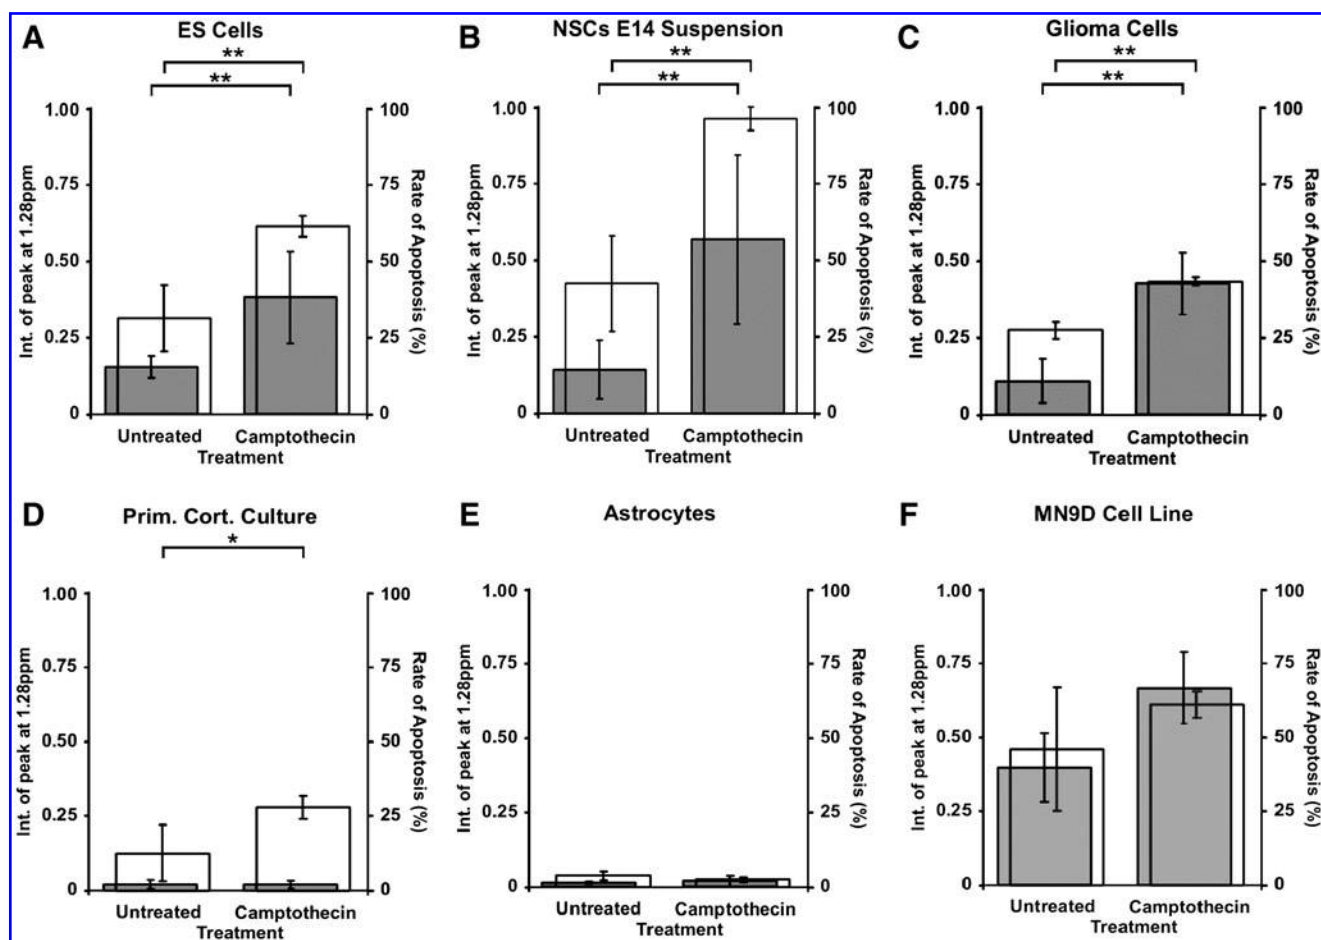 A
ES Cells
**
**
Int. of peak at 1.28ppm
1.00
0.75
0.50
0.25
0
100
75
50
25
0
Rate of Apoptosis (%)
Untreated
Camptothecin
Treatment
B
NSCs E14 Suspension
**
**
Int. of peak at 1.28ppm
1.00
0.75
0.50
0.25
0
100
75
50
25
0
Rate of Apoptosis (%)
Untreated
Camptothecin
Treatment
C
Glioma Cells
**
**
Int. of peak at 1.28ppm
1.00
0.75
0.50
0.25
0
100
75
50
25
0
Rate of Apoptosis (%)
Untreated
Camptothecin
Treatment
D
Prim. Cort. Culture
*
Int. of peak at 1.28ppm
1.00
0.75
0.50
0.25
0
100
75
50
25
0
Rate of Apoptosis (%)
Untreated
Camptothecin
Treatment
E
Astrocytes
Int. of peak at 1.28ppm
1.00
0.75
0.50
0.25
0
100
75
50
25
0
Rate of Apoptosis (%)
Untreated
Camptothecin
Treatment
F
MN9D Cell Line
Int. of peak at 1.28ppm
1.00
0.75
0.50
0.25
0
100
75
50
25
0
Rate of Apoptosis (%)
Untreated
Camptothecin
Treatment